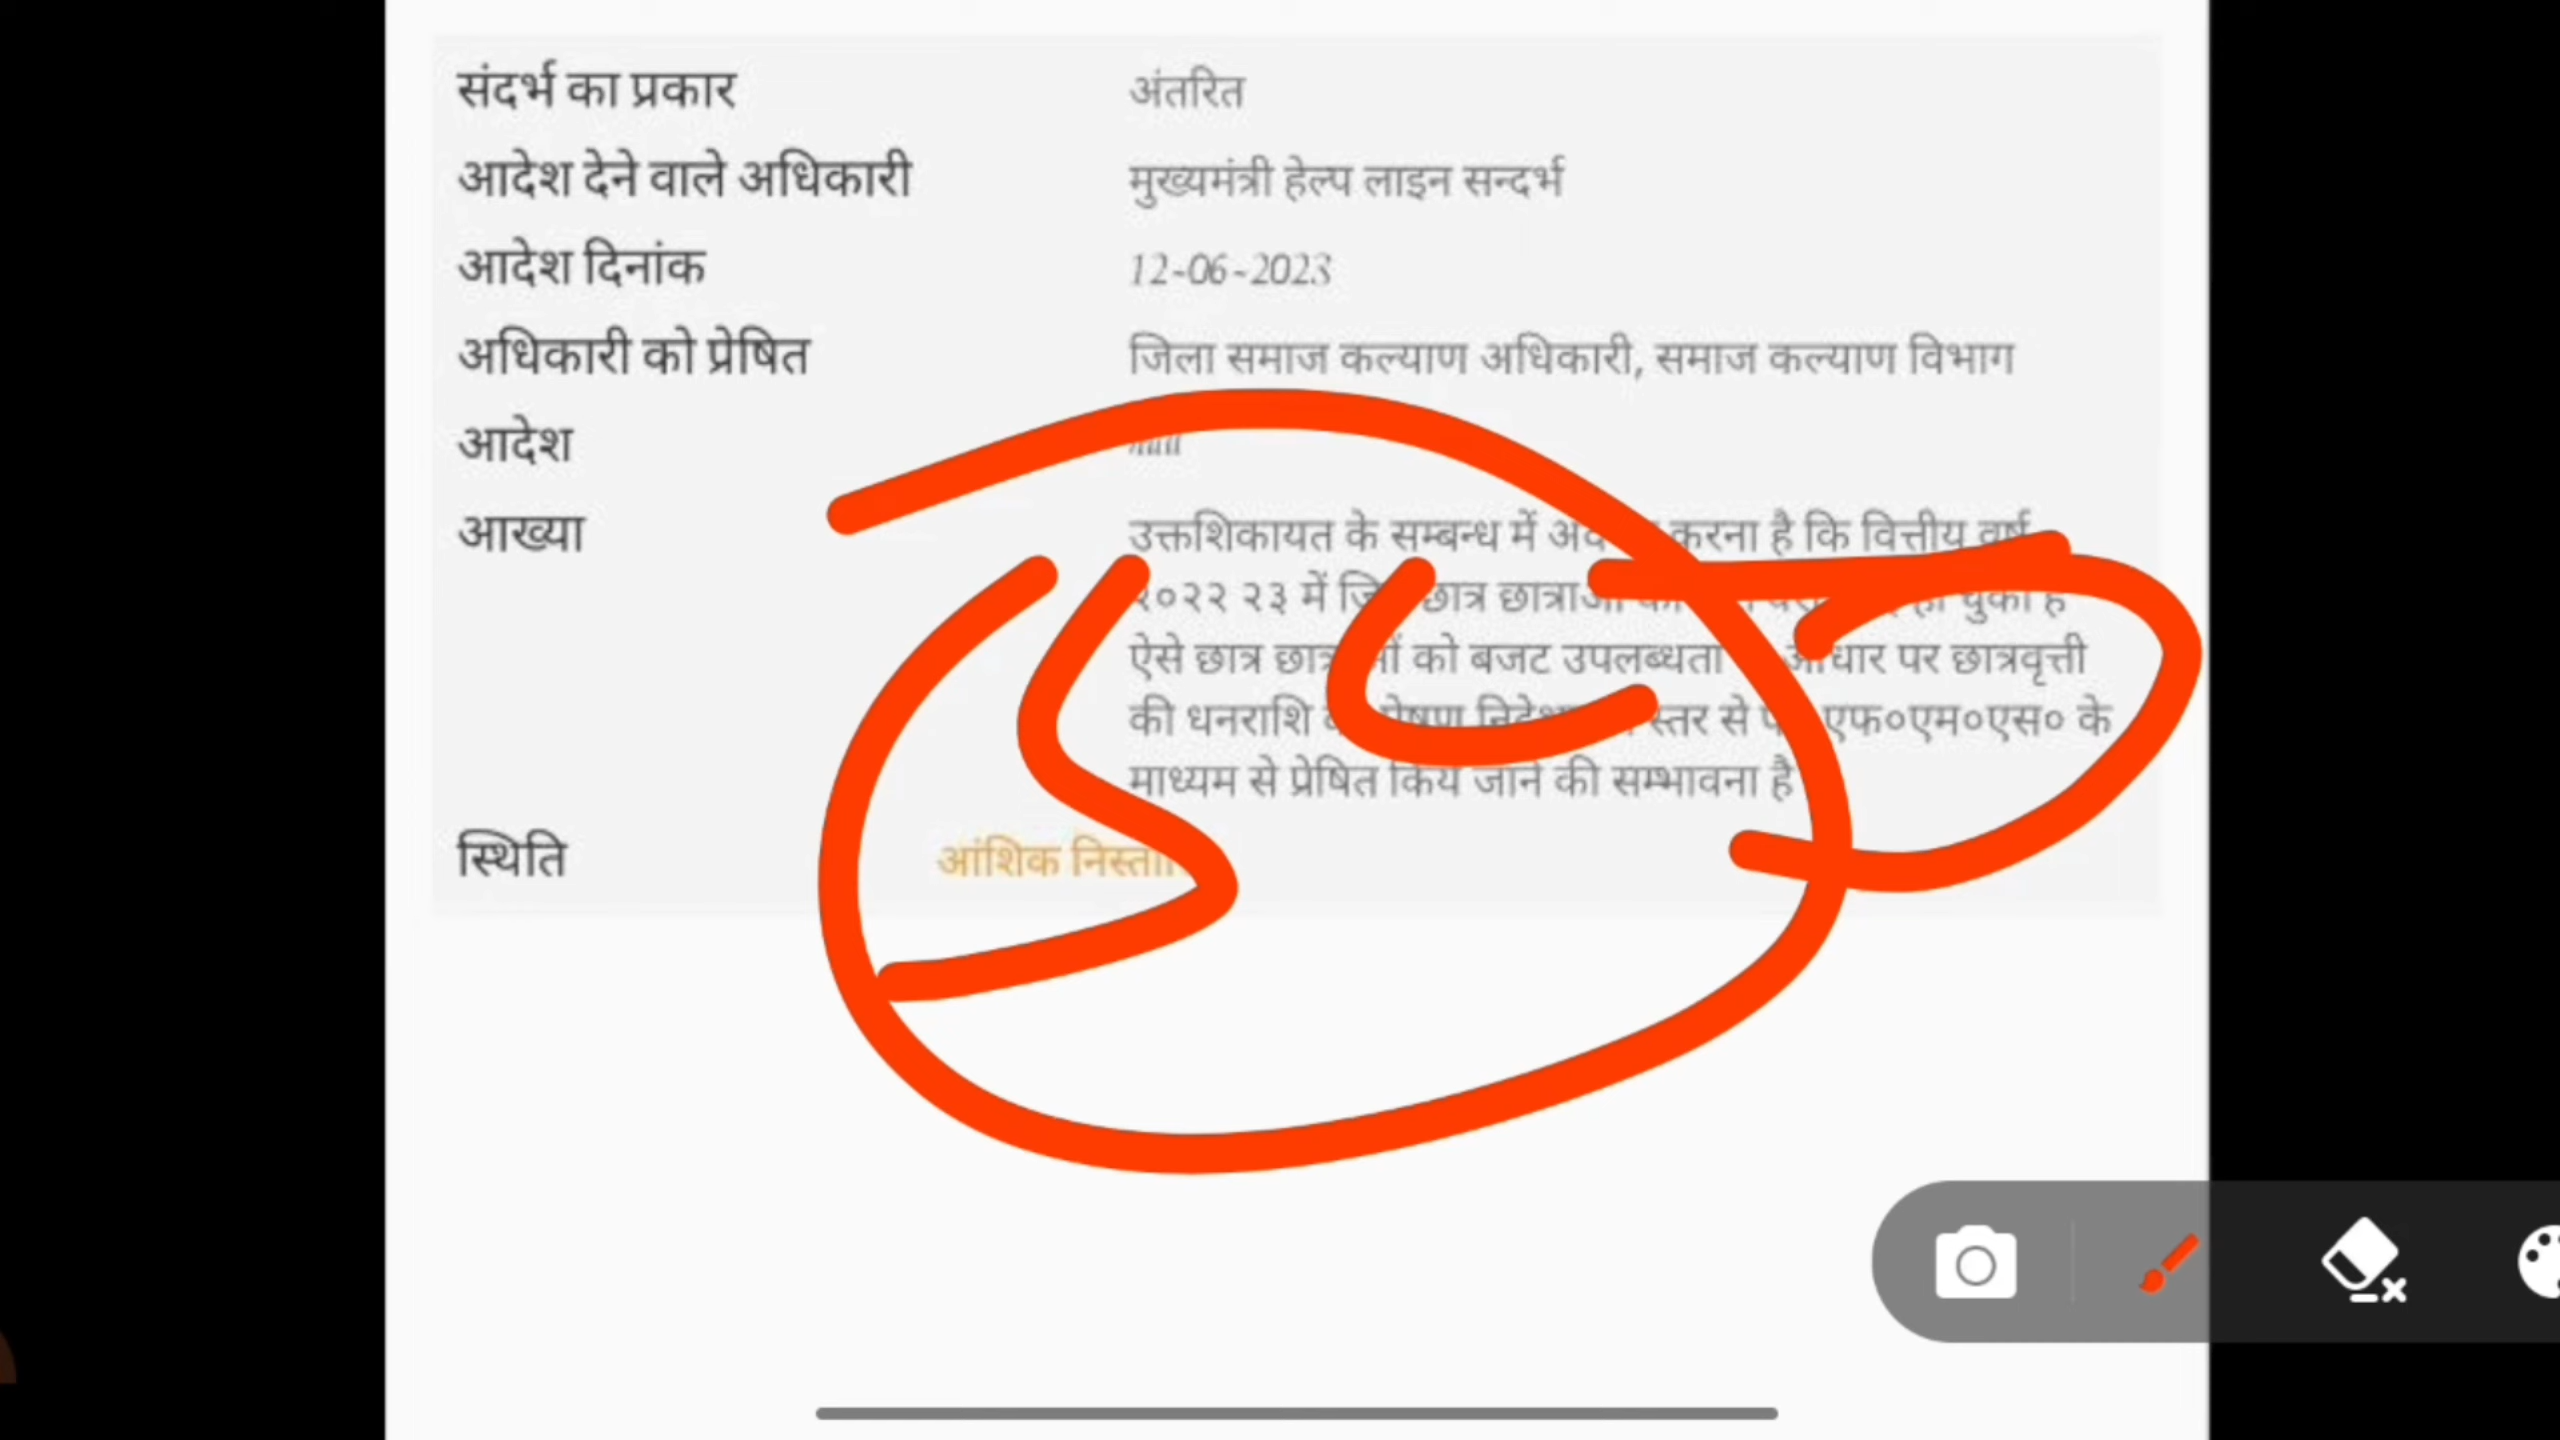 संदर्भ का प्रकार अंतरित
आदेश देने वाले अधिकारी मुख्यमंत्री हेल्प लाइन सन्दर्भ
आदेश दिनांक 12-06-2023
अधिकारी को प्रेषित जिला समाज कल्याण अधिकारी, समाज कल्याण विभाग
आदेश
आख्या उक्तशिकायत के सम्बन्ध में करना है कि वित्तीय वर्ष
२०२२ २३ में छात्र चुका है
ऐसे छात्र को बजट उपलब्धता आधार पर छात्रवृत्ती
की धनराशि स्तर से एफ०एम०एस० के
माध्यम से प्रेषित किये जाने की सम्भावना है
स्थिति आंशिक